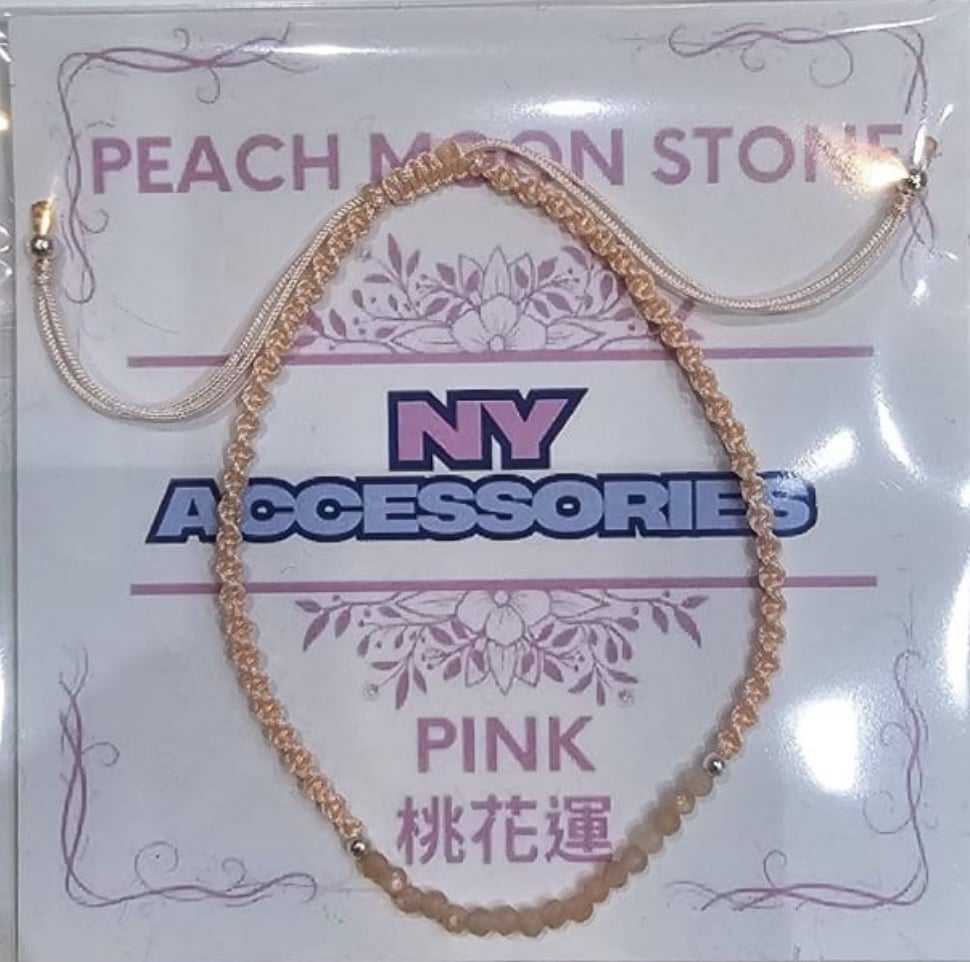 PEACH MOON STONE
NY
ACCESSORIES
PINK
桃花運